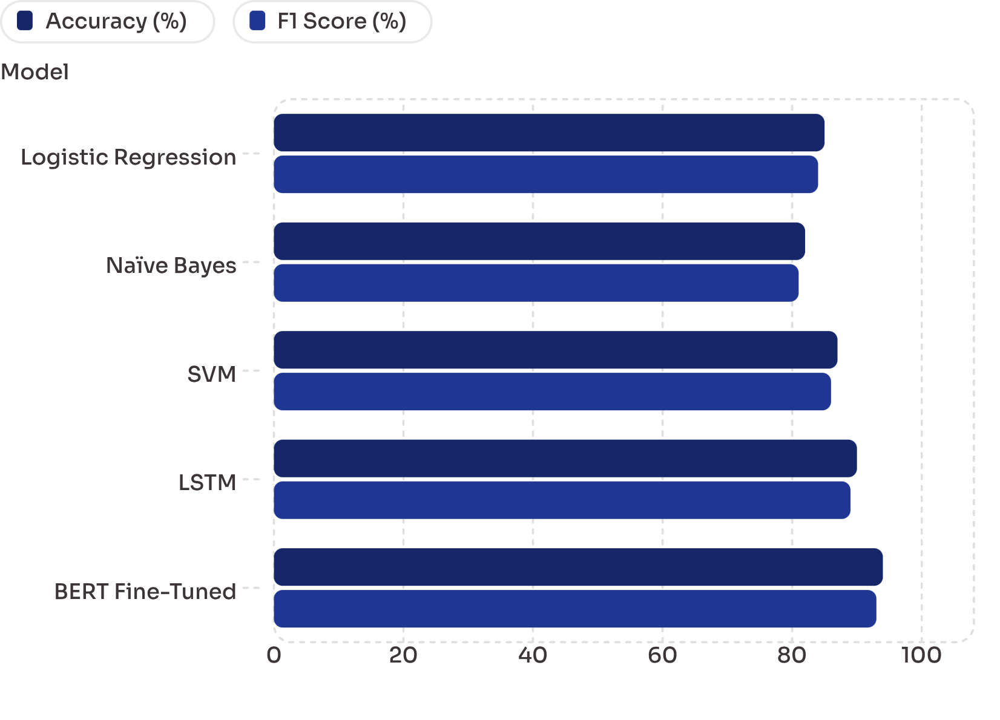 Accuracy (%) F1 Score (%)
Model
Logistic Regression
Naïve Bayes
SVM
LSTM
BERT Fine-Tuned
0 20 40 60 80 100